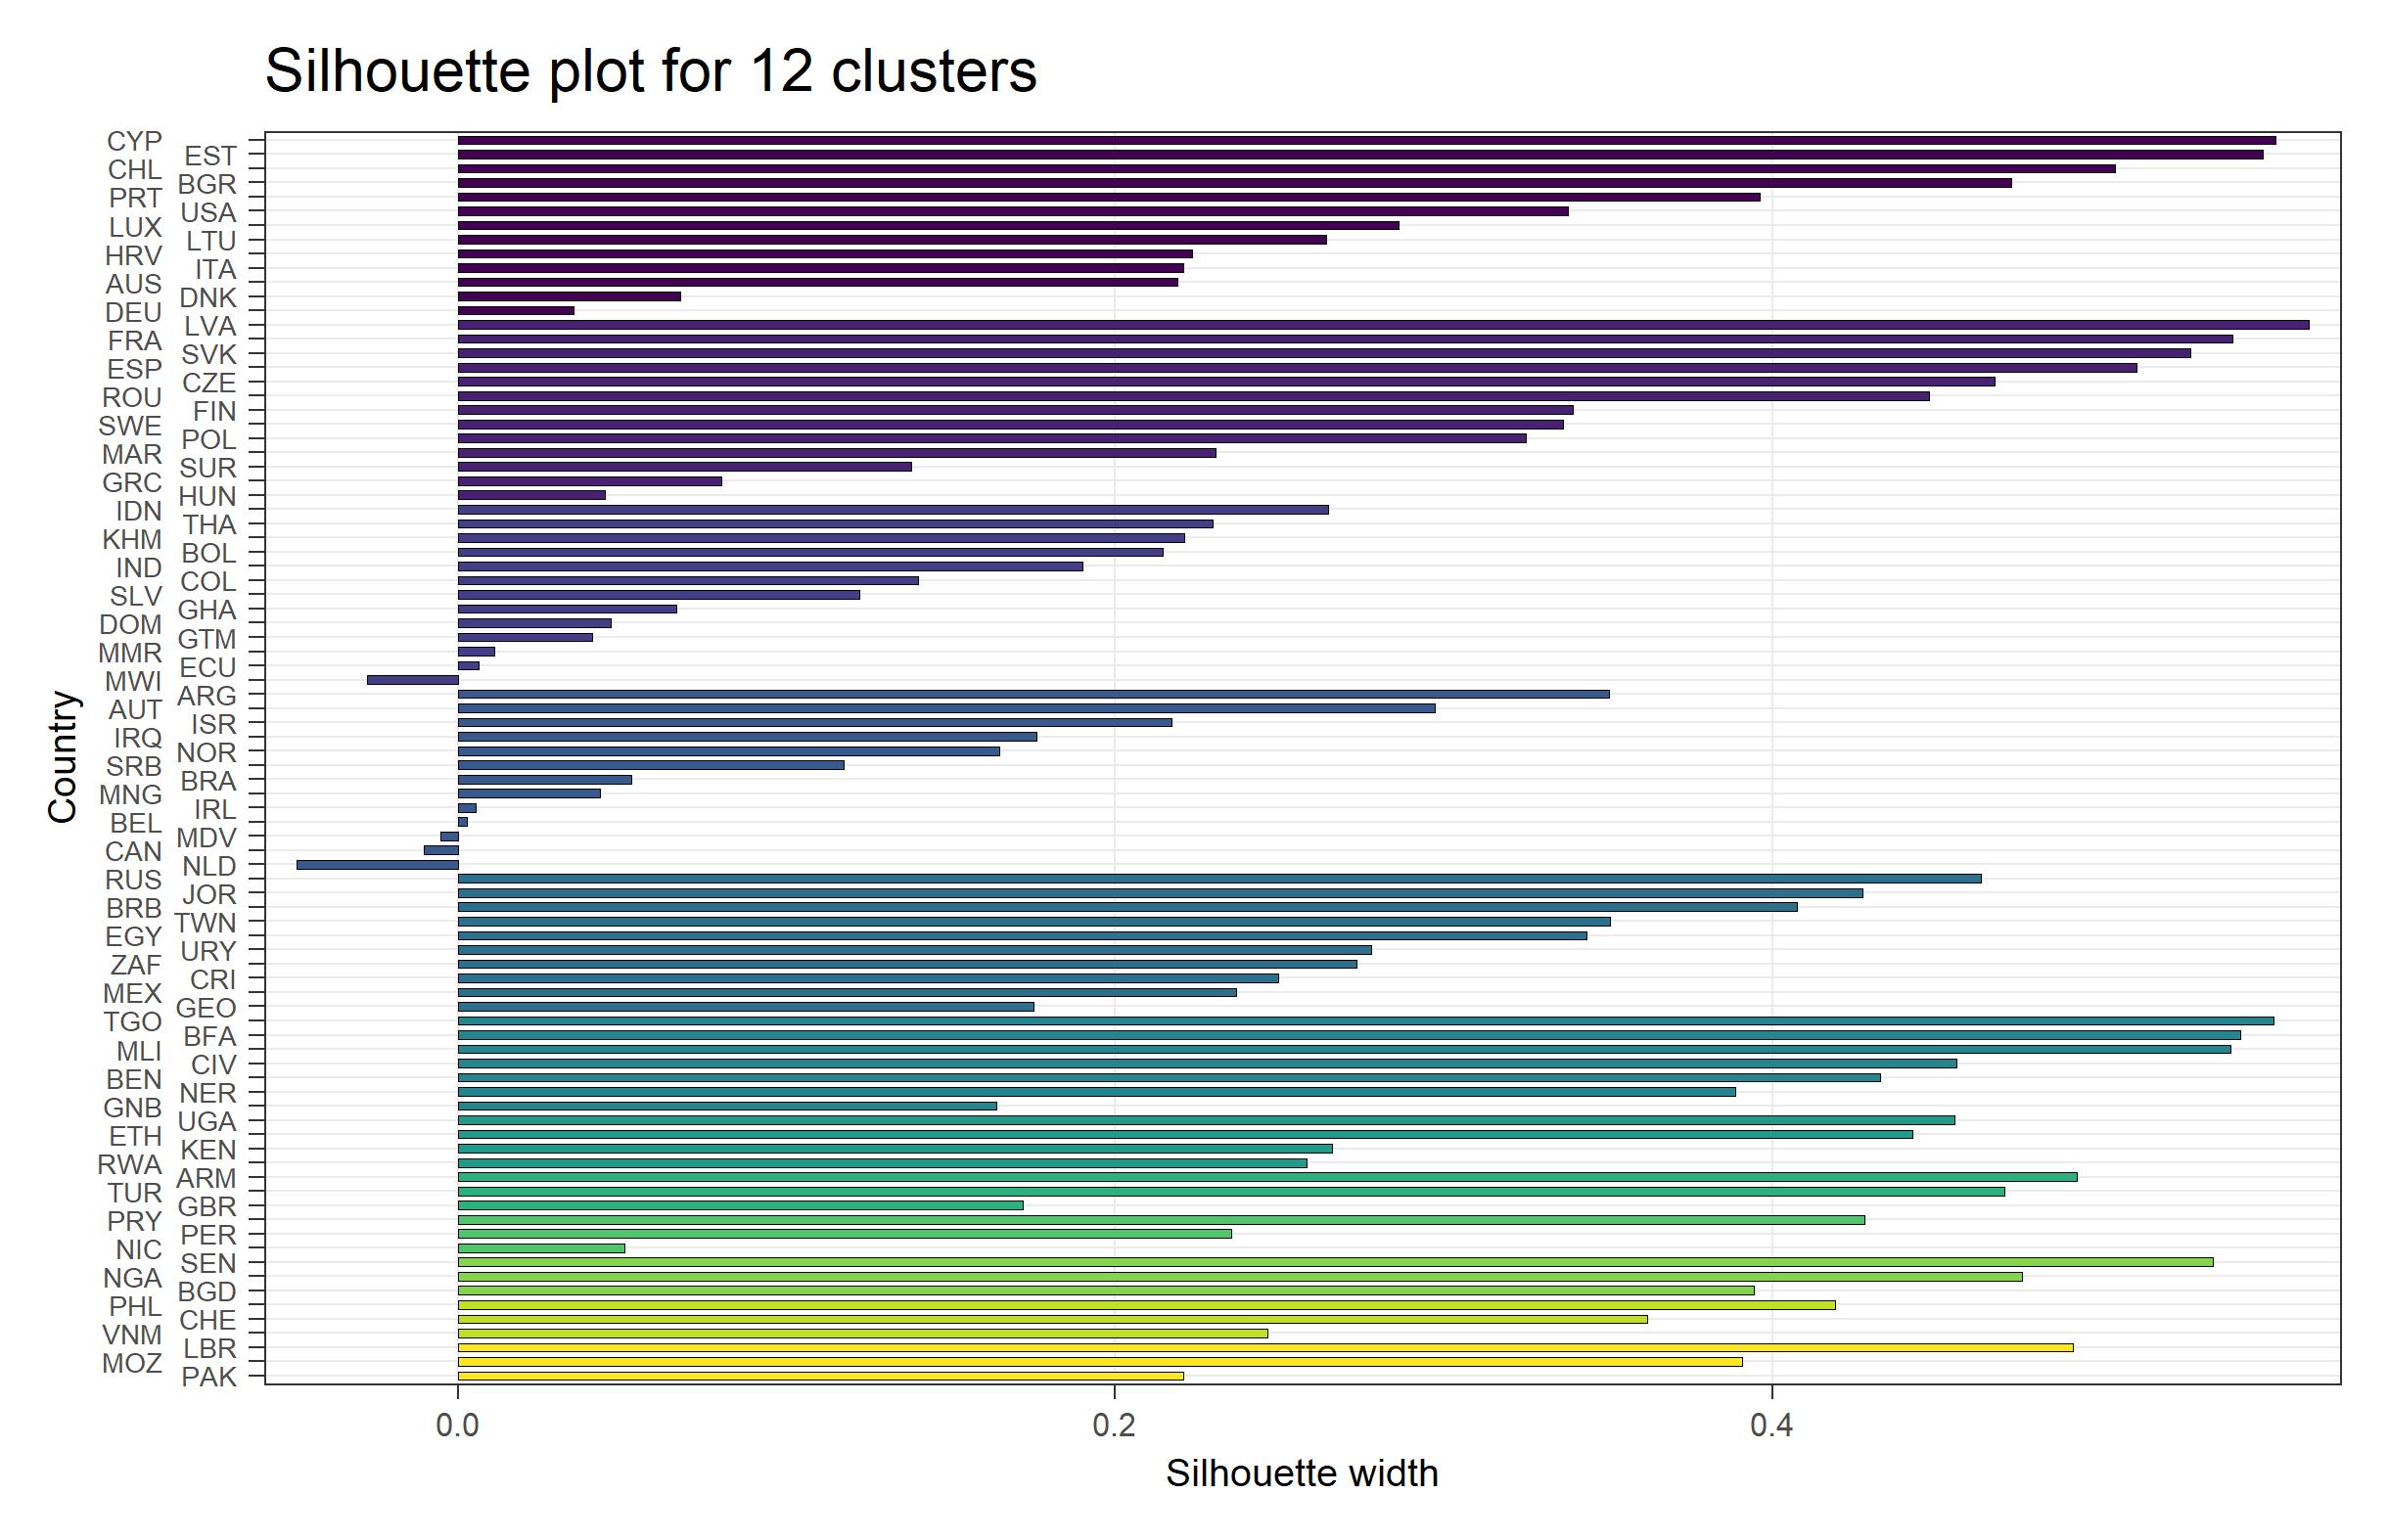 Silhouette plot for 12 clusters
Country
CYP
EST
CHL
BGR
PRT
USA
LUX
LTU
HRV
ITA
AUS
DNK
DEU
LVA
FRA
SVK
ESP
CZE
ROU
FIN
SWE
POL
MAR
SUR
GRC
HUN
IDN
THA
KHM
BOL
IND
COL
SLV
GHA
DOM
GTM
MMR
ECU
MWI
ARG
AUT
ISR
IRQ
NOR
SRB
BRA
MNG
IRL
BEL
MDV
CAN
NLD
RUS
JOR
BRB
TWN
EGY
URY
ZAF
CRI
MEX
GEO
TGO
BFA
MLI
CIV
BEN
NER
GNB
UGA
ETH
KEN
RWA
ARM
TUR
GBR
PRY
PER
NIC
SEN
NGA
BGD
PHL
CHE
VNM
LBR
MOZ
PAK
0.0 0.2 0.4
Silhouette width